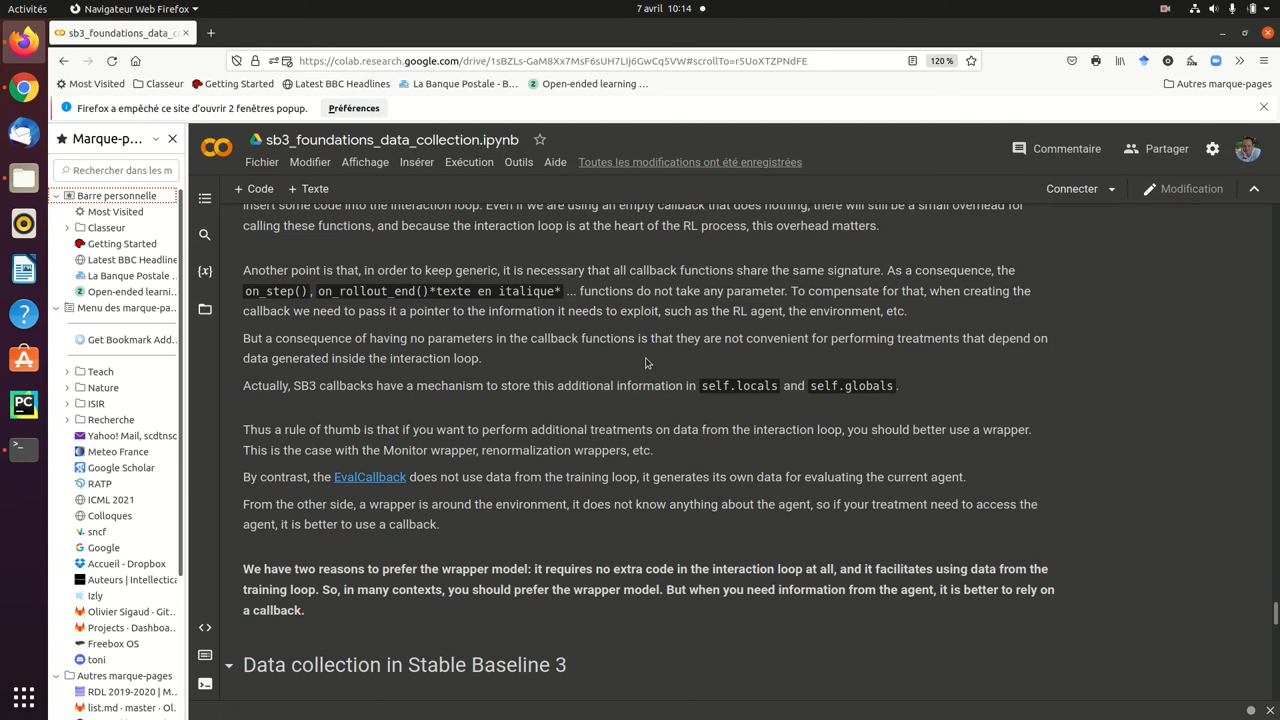 Activités
Navigateur Web Firefox
7 avril 10:14
sb3_foundations_data_c
https://colab.research.google.com/drive/1sBZLs-GaM8Xx7MsF6sUH7LIj6GwCq5VW#scrollTo=r5UoXTZPNdFE
120 %
Most Visited
Classeur
Getting Started
Latest BBC Headlines
La Banque Postale - B…
Open-ended learning …
Autres marque-pages
Firefox a empêché ce site d'ouvrir 2 fenêtres popup.
Préférences
Marque-p…
Rechercher dans les m
Barre personnelle
Most Visited
Classeur
Getting Started
Latest BBC Headline
La Banque Postale
Open-ended learni
Menu des marque-pa…
Get Bookmark Add…
Teach
Nature
ISIR
Recherche
Yahoo! Mail, scdtnsc
Meteo France
Google Scholar
RATP
ICML 2021
Colloques
sncf
Google
Accueil - Dropbox
Auteurs | Intellectica
Izly
Olivier Sigaud · Git…
Projects · Dashboa…
Freebox OS
toni
Autres marque-pages
RDL 2019-2020 | M…
list.md · master · Ol…
sb3_foundations_data_collection.ipynb
Fichier
Modifier
Affichage
Insérer
Exécution
Outils
Aide
Toutes les modifications ont été enregistrées
Commentaire
Partager
+ Code
+ Texte
Connecter
Modification
insert some code into the interaction loop. Even if we are using an empty callback that does nothing, there will still be a small overhead for
calling these functions, and because the interaction loop is at the heart of the RL process, this overhead matters.
Another point is that, in order to keep generic, it is necessary that all callback functions share the same signature. As a consequence, the
on_step(), on_rollout_end()*texte en italique* … functions do not take any parameter. To compensate for that, when creating the
callback we need to pass it a pointer to the information it needs to exploit, such as the RL agent, the environment, etc.
But a consequence of having no parameters in the callback functions is that they are not convenient for performing treatments that depend on
data generated inside the interaction loop.
Actually, SB3 callbacks have a mechanism to store this additional information in self.locals and self.globals.
Thus a rule of thumb is that if you want to perform additional treatments on data from the interaction loop, you should better use a wrapper.
This is the case with the Monitor wrapper, renormalization wrappers, etc.
By contrast, the EvalCallback does not use data from the training loop, it generates its own data for evaluating the current agent.
From the other side, a wrapper is around the environment, it does not know anything about the agent, so if your treatment need to access the
agent, it is better to use a callback.
We have two reasons to prefer the wrapper model: it requires no extra code in the interaction loop at all, and it facilitates using data from the
training loop. So, in many contexts, you should prefer the wrapper model. But when you need information from the agent, it is better to rely on
a callback.
Data collection in Stable Baseline 3